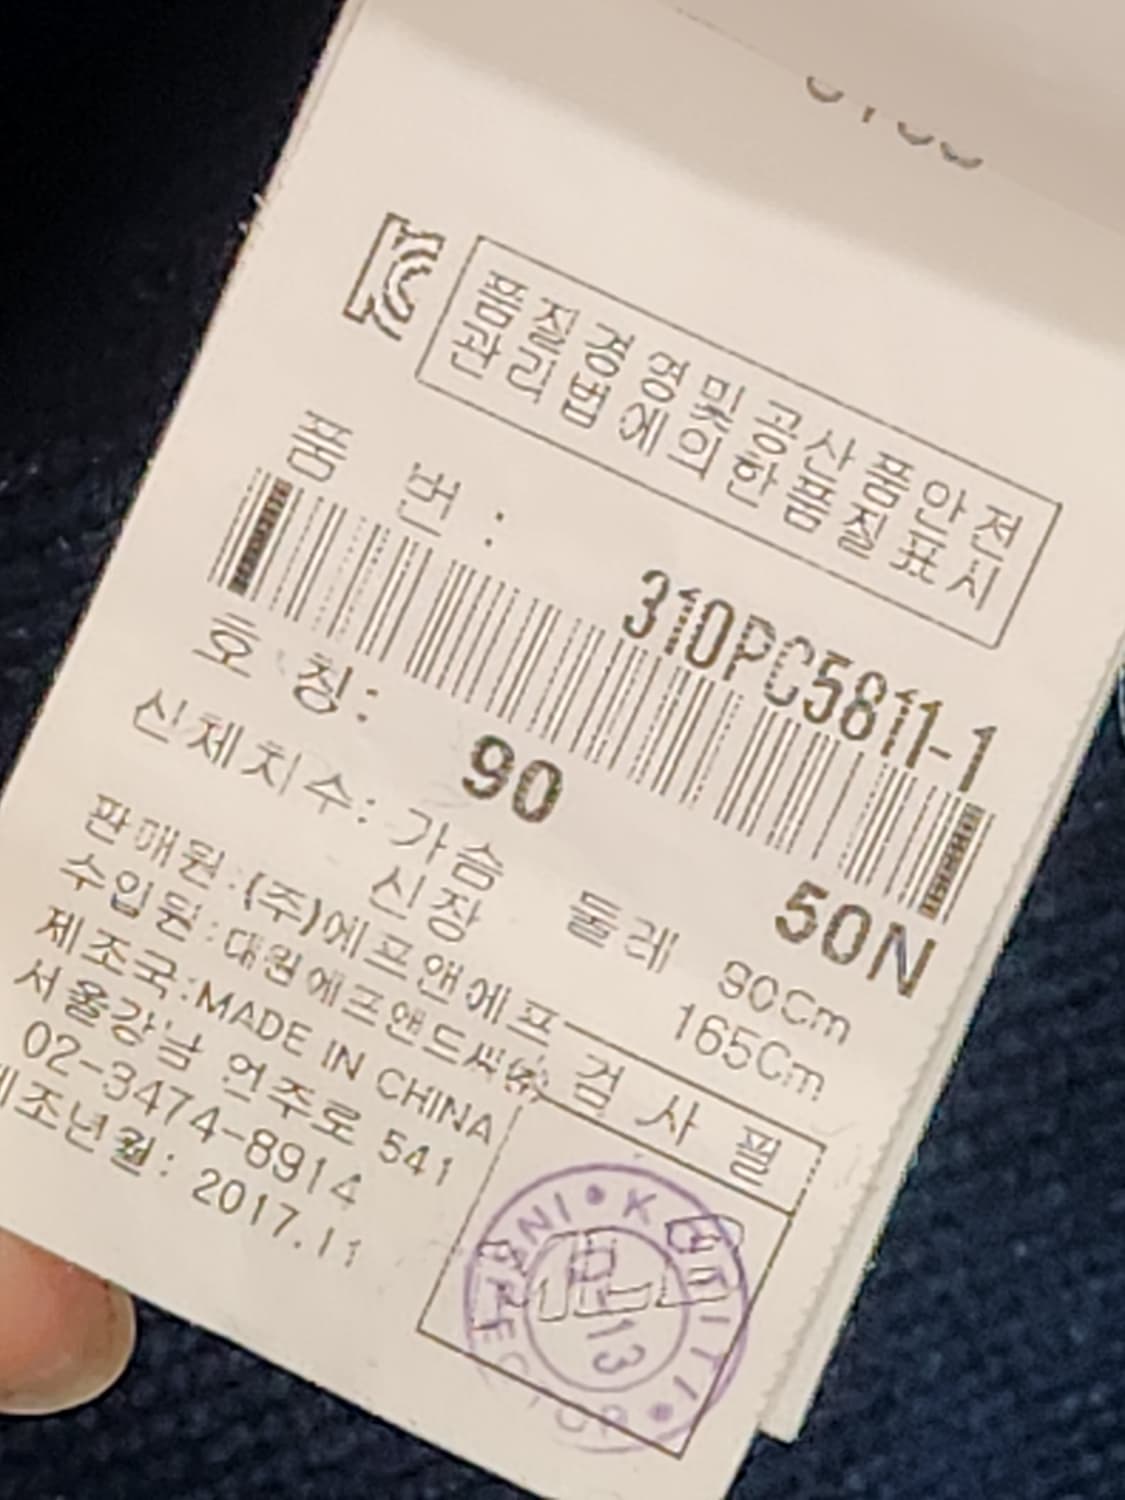 품질경영및공산품안전
관리법에의한품질표시
품 번 :
310PC5811-1
호 칭:
90
50N
신체치수: 가슴 둘레 90Cm
신장 165Cm
판매원:(주)에프앤에프
수입원:대원에프앤드씨㈜
제조국:MADE IN CHINA
서울강남 언주로 541
02-3474-8914
제조년월: 2017.11
검 사 필
13